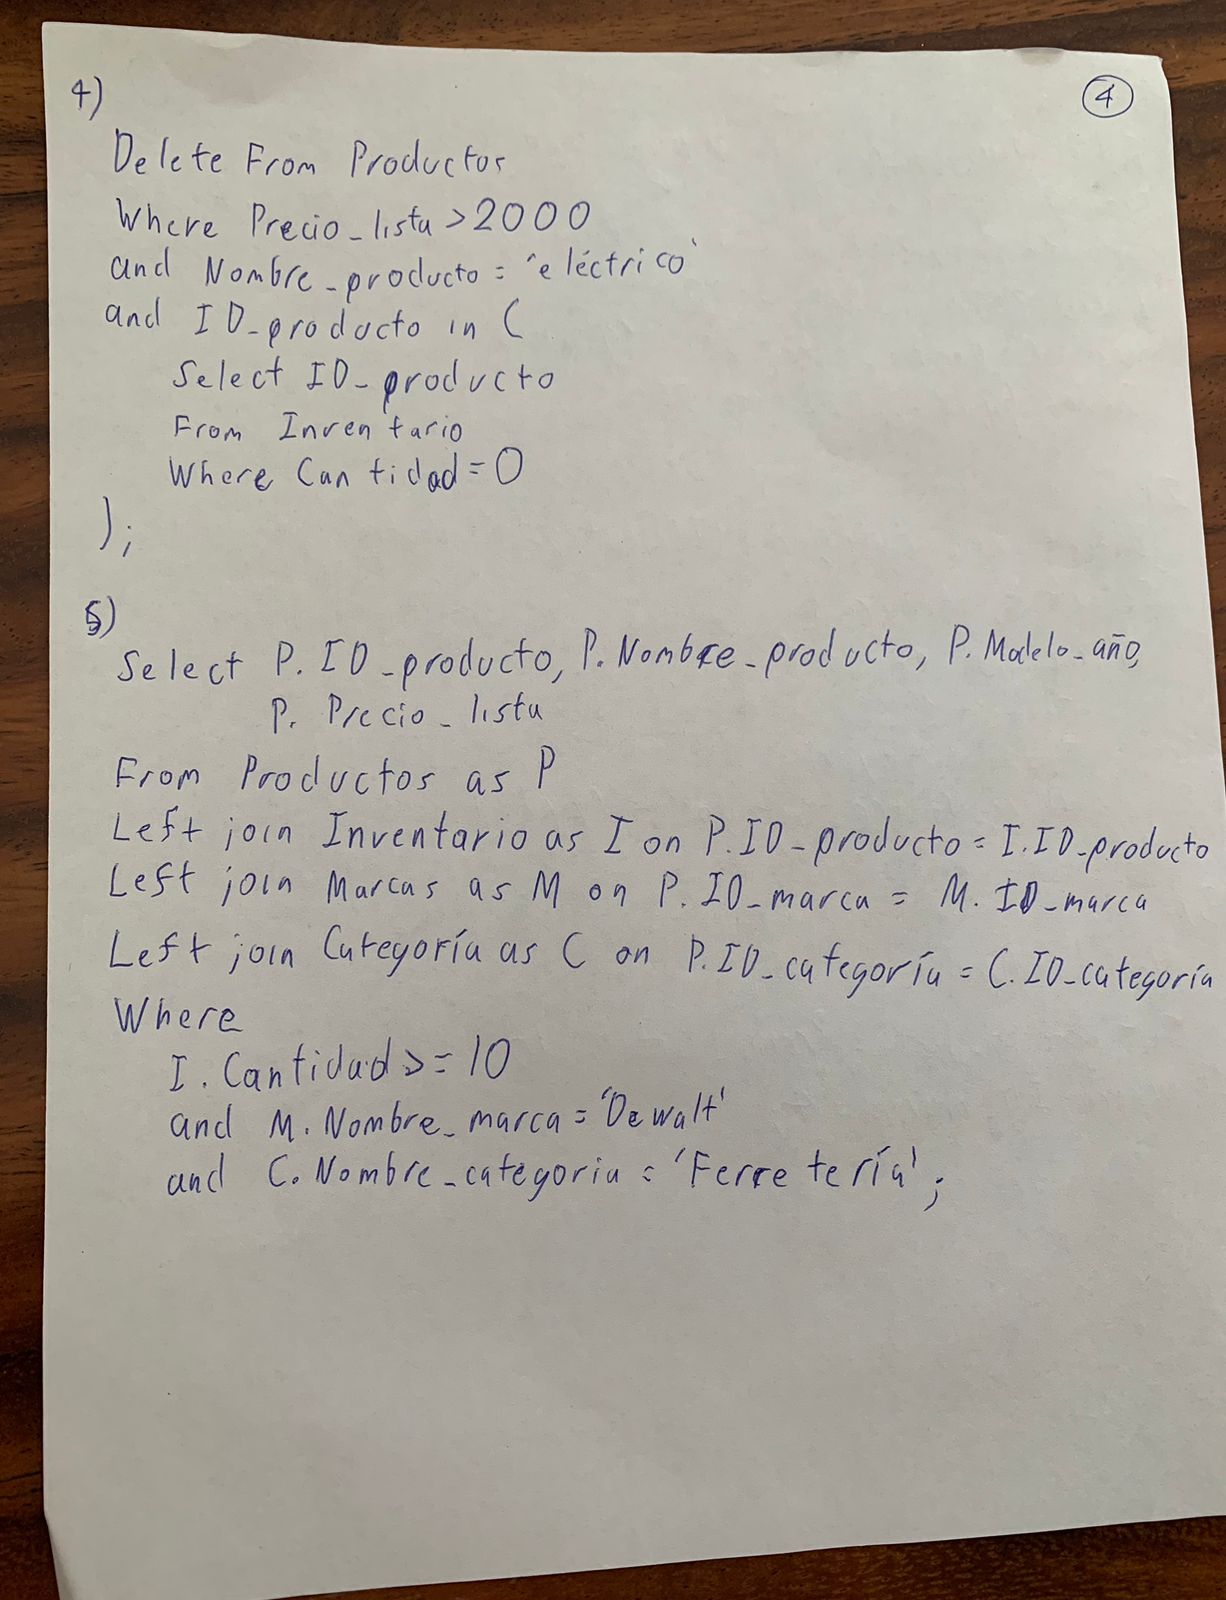 4)
4
Delete From Productos
Where Precio_lista > 2000
and Nombre_producto = 'eléctrico'
and ID_producto in (
Select ID_producto
From Inventario
Where Cantidad = 0
);
5)
Select P.ID_producto, P.Nombre_producto, P.Modelo_año,
P. Precio_lista
From Productos as P
Left join Inventario as I on P.ID_producto = I.ID_producto
Left join Marcas as M on P.ID_marca = M.ID_marca
Left join Categoría as C on P.ID_categoría = C.ID_categoría
Where
I. Cantidad >= 10
and M. Nombre_marca = 'Dewalt'
and C. Nombre_categoria = 'Ferretería';